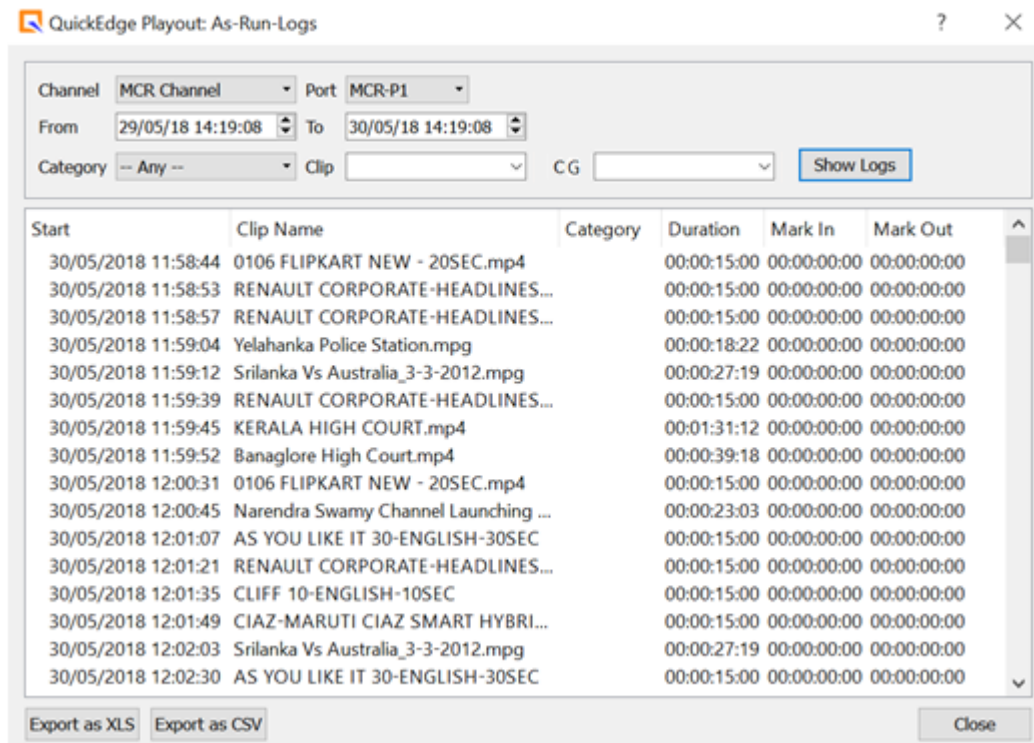 QuickEdge Playout: As-Run-Logs ?
Channel MCR Channel Port MCR-P1
From 29/05/18 14:19:08 To 30/05/18 14:19:08
Category -- Any -- Clip CG Show Logs
Start Clip Name Category Duration Mark In Mark Out
30/05/2018 11:58:44 0106 FLIPKART NEW - 20SEC.mp4 00:00:15:00 00:00:00:00 00:00:00:00
30/05/2018 11:58:53 RENAULT CORPORATE-HEADLINES... 00:00:15:00 00:00:00:00 00:00:00:00
30/05/2018 11:58:57 RENAULT CORPORATE-HEADLINES... 00:00:15:00 00:00:00:00 00:00:00:00
30/05/2018 11:59:04 Yelahanka Police Station.mpg 00:00:18:22 00:00:00:00 00:00:00:00
30/05/2018 11:59:12 Srilanka Vs Australia_3-3-2012.mpg 00:00:27:19 00:00:00:00 00:00:00:00
30/05/2018 11:59:39 RENAULT CORPORATE-HEADLINES... 00:00:15:00 00:00:00:00 00:00:00:00
30/05/2018 11:59:45 KERALA HIGH COURT.mp4 00:01:31:12 00:00:00:00 00:00:00:00
30/05/2018 11:59:52 Banaglore High Court.mp4 00:00:39:18 00:00:00:00 00:00:00:00
30/05/2018 12:00:31 0106 FLIPKART NEW - 20SEC.mp4 00:00:15:00 00:00:00:00 00:00:00:00
30/05/2018 12:00:45 Narendra Swamy Channel Launching ... 00:00:23:03 00:00:00:00 00:00:00:00
30/05/2018 12:01:07 AS YOU LIKE IT 30-ENGLISH-30SEC 00:00:15:00 00:00:00:00 00:00:00:00
30/05/2018 12:01:21 RENAULT CORPORATE-HEADLINES... 00:00:15:00 00:00:00:00 00:00:00:00
30/05/2018 12:01:35 CLIFF 10-ENGLISH-10SEC 00:00:15:00 00:00:00:00 00:00:00:00
30/05/2018 12:01:49 CIAZ-MARUTI CIAZ SMART HYBRI... 00:00:15:00 00:00:00:00 00:00:00:00
30/05/2018 12:02:03 Srilanka Vs Australia_3-3-2012.mpg 00:00:27:19 00:00:00:00 00:00:00:00
30/05/2018 12:02:30 AS YOU LIKE IT 30-ENGLISH-30SEC 00:00:15:00 00:00:00:00 00:00:00:00
Export as XLS Export as CSV Close